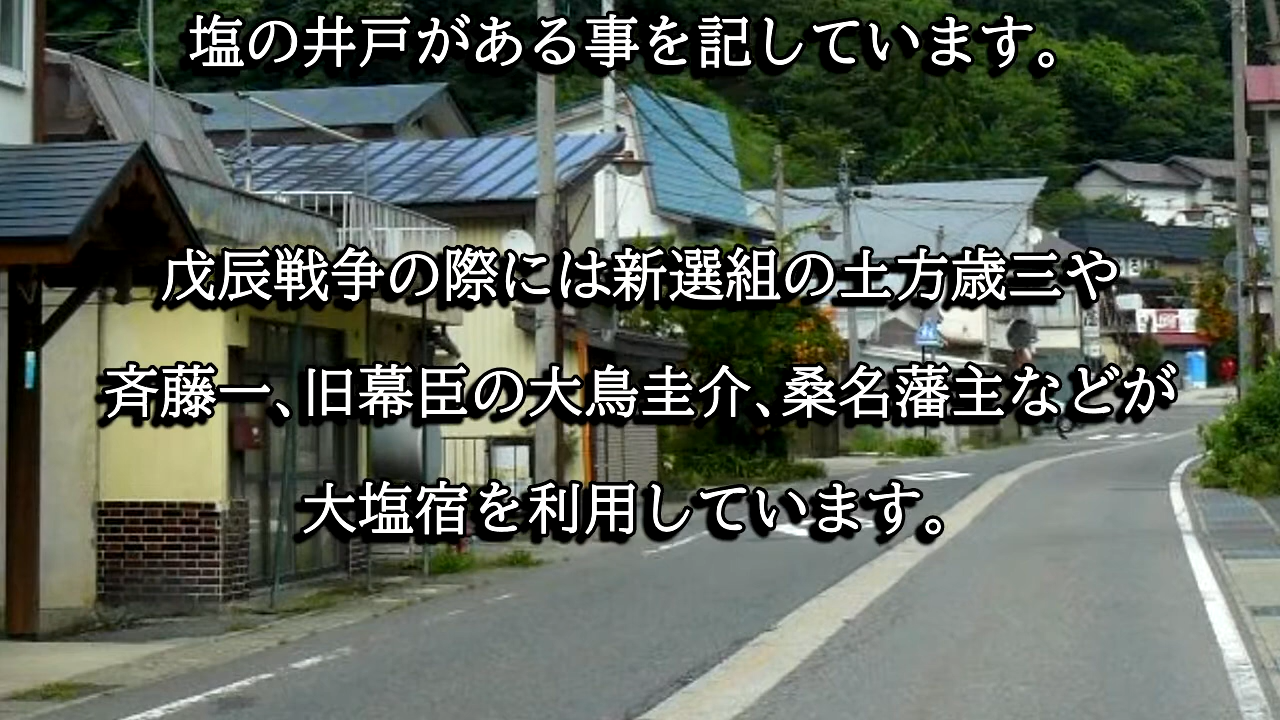 塩の井戸がある事を記しています。
戊辰戦争の際には新選組の土方歳三や
斉藤一、旧幕臣の大鳥圭介、桑名藩主などが
大塩宿を利用しています。